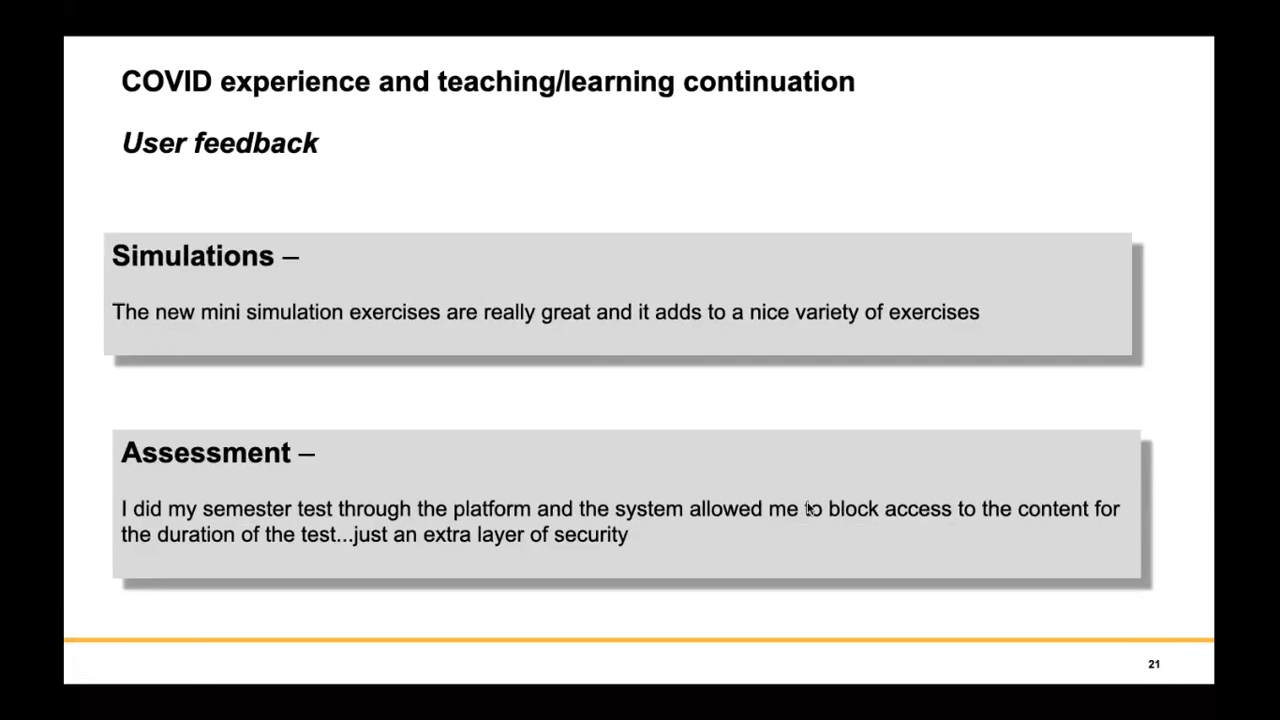 COVID experience and teaching/learning continuation
User feedback
Simulations –
The new mini simulation exercises are really great and it adds to a nice variety of exercises
Assessment –
I did my semester test through the platform and the system allowed me to block access to the content for
the duration of the test...just an extra layer of security
21